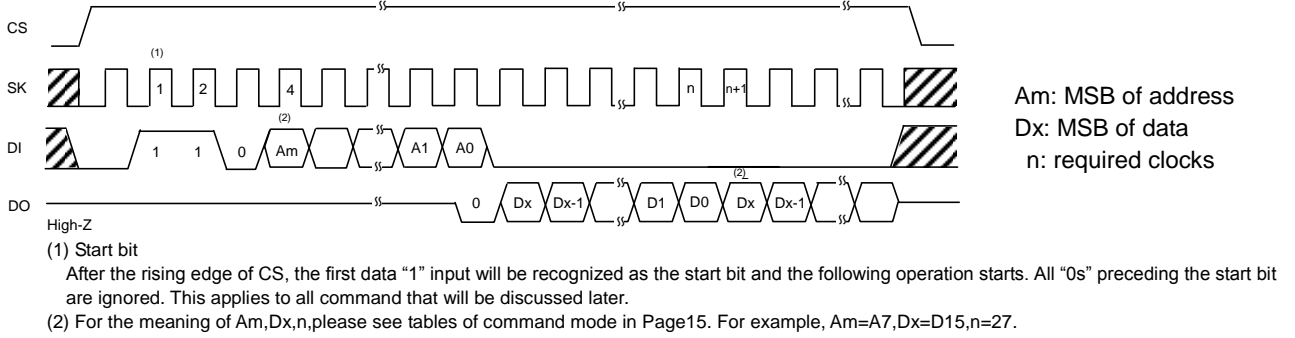 CS
(1)
SK 1 2 4 n n+1
(2)
DI 1 1 0 Am A1 A0
(2)
DO 0 Dx Dx-1 D1 D0 Dx Dx-1
High-Z
Am: MSB of address
Dx: MSB of data
n: required clocks
(1) Start bit
After the rising edge of CS, the first data “1” input will be recognized as the start bit and the following operation starts. All “0s” preceding the start bit
are ignored. This applies to all command that will be discussed later.
(2) For the meaning of Am,Dx,n,please see tables of command mode in Page15. For example, Am=A7,Dx=D15,n=27.